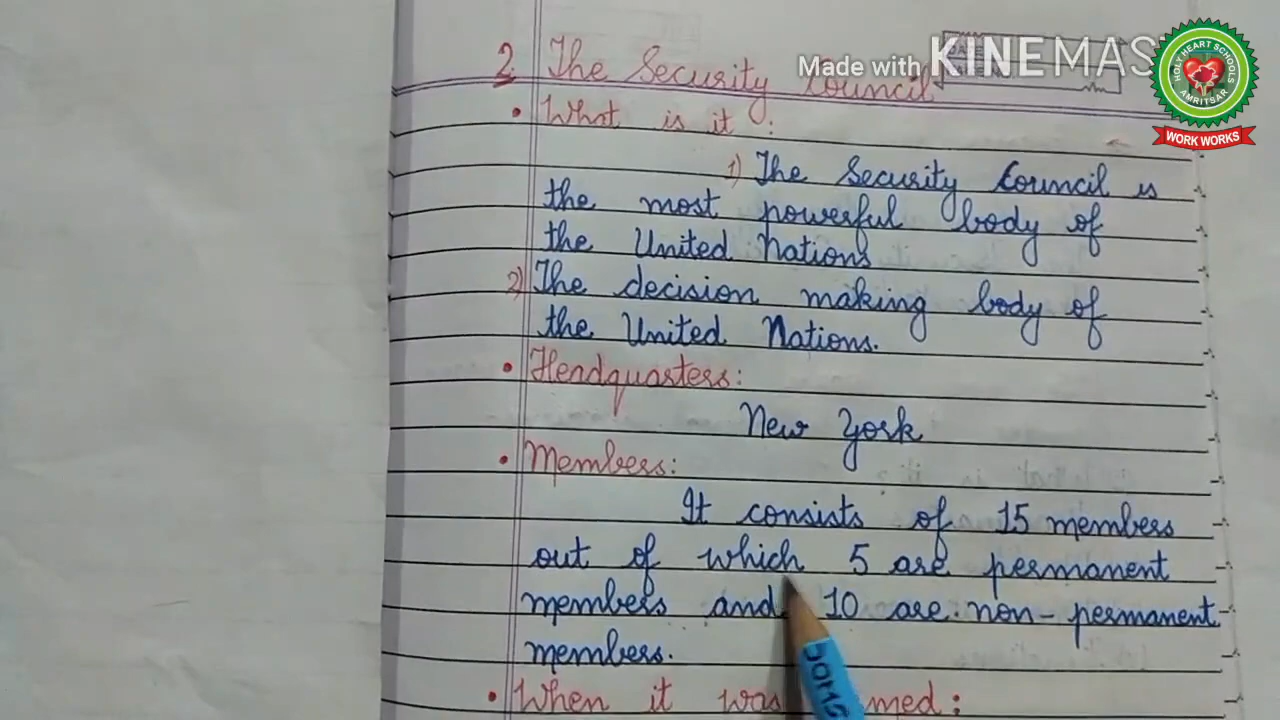 Made with KINEMAS
HOLY HEART SCHOOLS
AMRITSAR
WORK WORKS
2 The Security Council
• What is it :
1) The Security Council is
the most powerful body of
the United Nations
2) The decision making body of
the United Nations.
• Headquarters:
New York
• Members:
It consists of 15 members
out of which 5 are permanent
members and 10 are non-permanent
members.
• When it was med :
DOMS